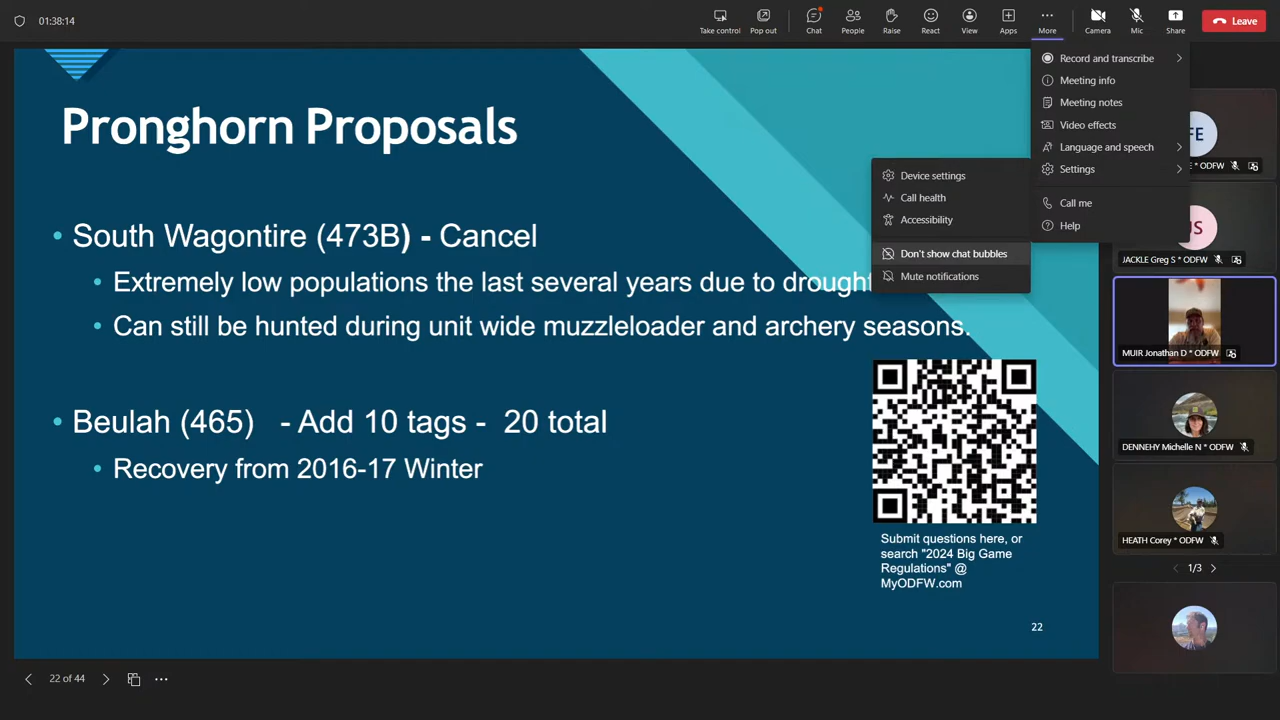 01:38:14
Take control
Pop out
Chat
People
Raise
React
View
Apps
More
Camera
Mic
Share
Leave
Record and transcribe
Meeting info
Meeting notes
Video effects
Language and speech
Settings
Call me
Help
Device settings
Call health
Accessibility
Don't show chat bubbles
Mute notifications
Pronghorn Proposals
• South Wagontire (473B) - Cancel
• Extremely low populations the last several years due to drought
• Can still be hunted during unit wide muzzleloader and archery seasons.
• Beulah (465) - Add 10 tags - 20 total
• Recovery from 2016-17 Winter
Submit questions here, or
search "2024 Big Game
Regulations" @
MyODFW.com
22
FE
* ODFW
US
JACKLE Greg S * ODFW
MUIR Jonathan D * ODFW
DENNEHY Michelle N * ODFW
HEATH Corey * ODFW
1/3
22 of 44